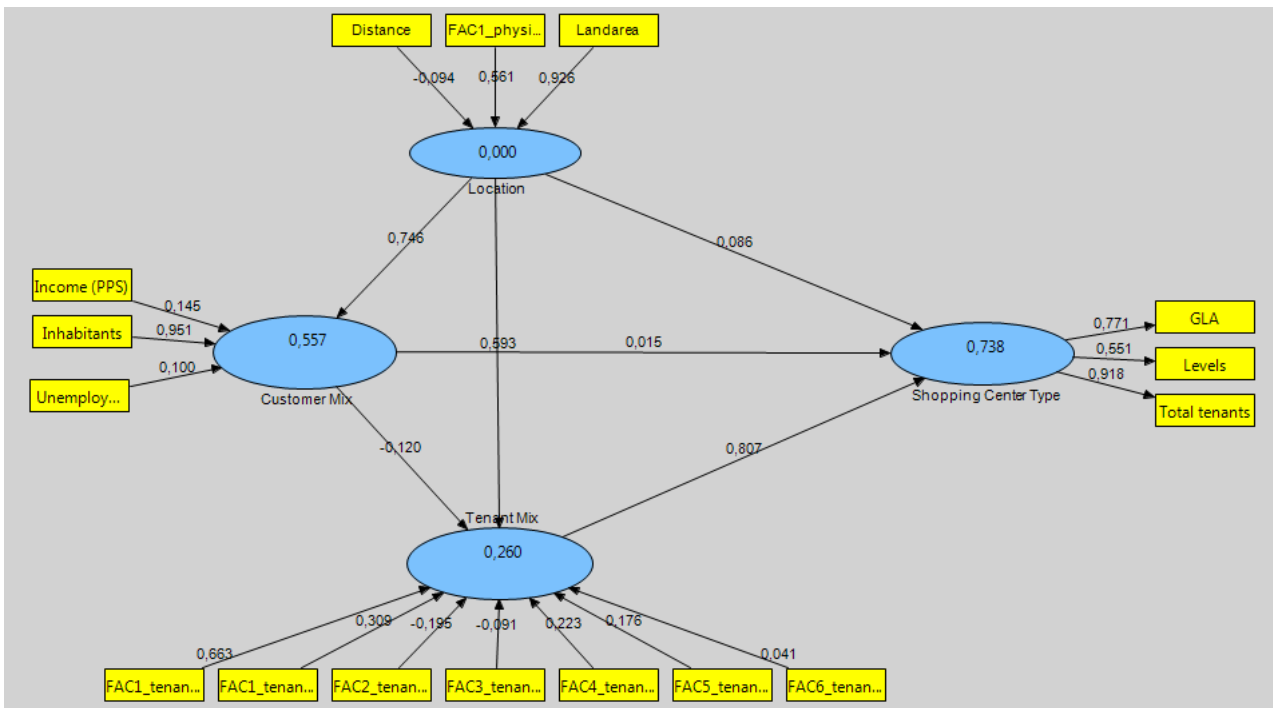 Distance
FAC1_physi...
Landarea
-0,094
0,561
0,926
0,000
Location
0,746
0,086
Income (PPS)
0,145
Inhabitants
0,951
Unemploy...
0,100
0,557
Customer Mix
0,593
0,015
0,738
Shopping Center Type
0,771
GLA
0,551
Levels
0,918
Total tenants
-0,120
0,807
Tenant Mix
0,260
0,663
0,309
-0,195
-0,091
0,223
0,176
0,041
FAC1_tenan...
FAC1_tenan...
FAC2_tenan...
FAC3_tenan...
FAC4_tenan...
FAC5_tenan...
FAC6_tenan...